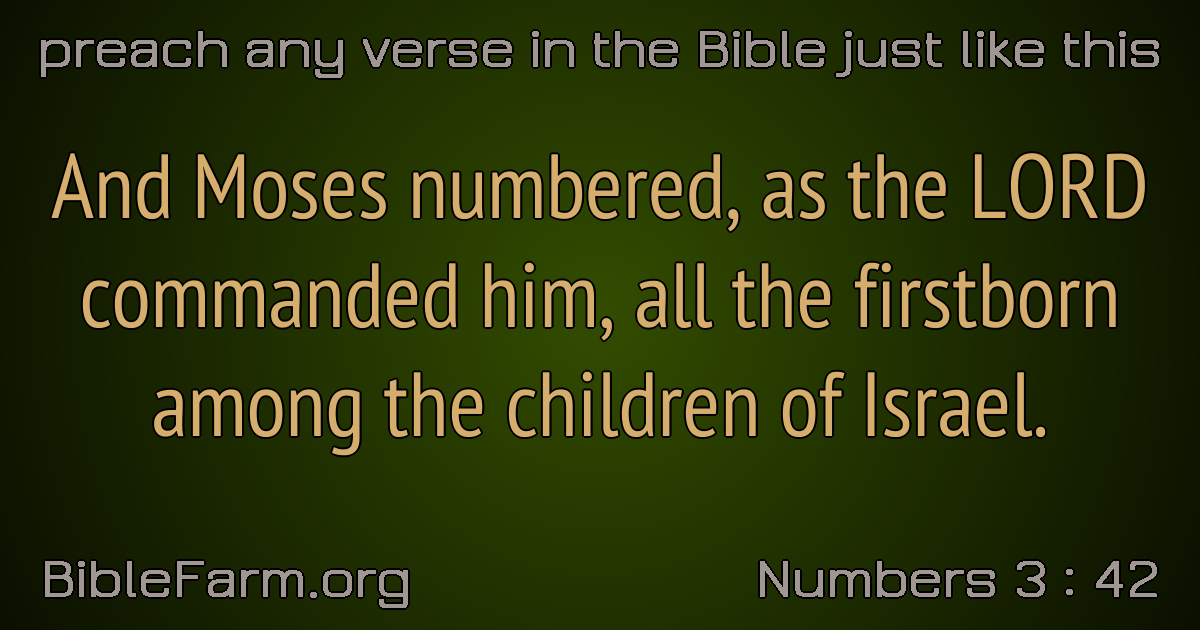 preach any verse in the Bible just like this
And Moses numbered, as the LORD
commanded him, all the firstborn
among the children of Israel.
BibleFarm.org
Numbers 3 : 42